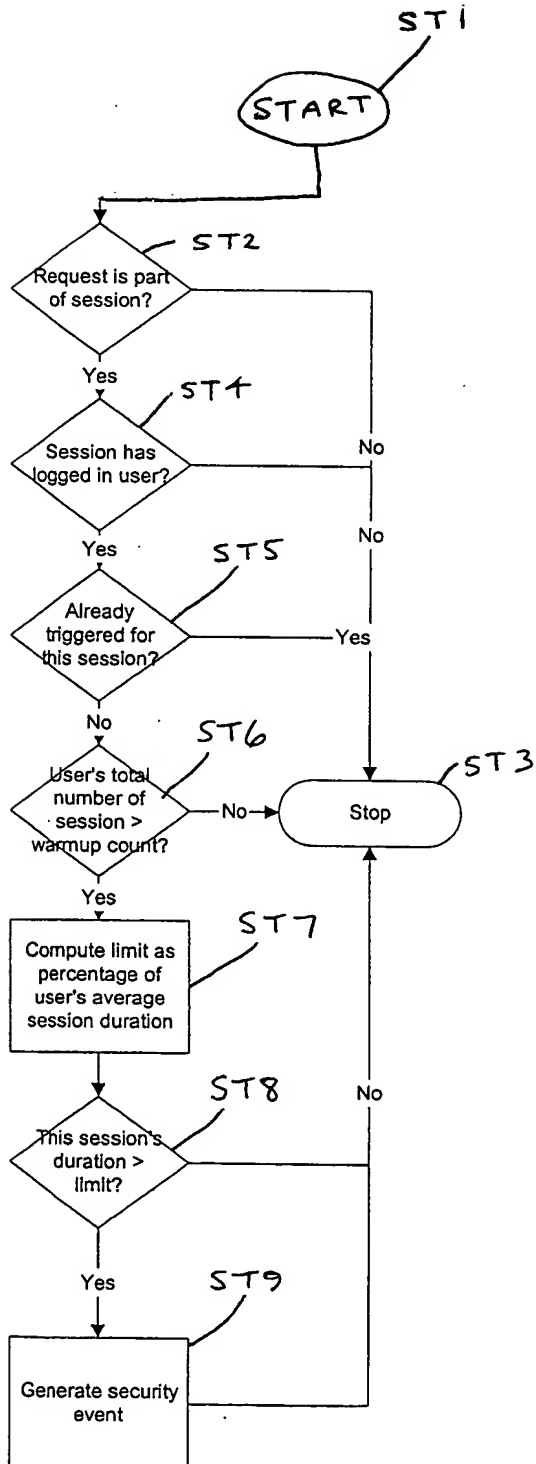 ST1
START
ST2
Request is part
of session?
Yes
ST4
No
Session has
logged in user?
No
Yes
ST5
Already
triggered for
this session?
Yes
No
ST6
ST3
User's total
number of
session >
warmup count?
No
Stop
Yes
ST7
Compute limit as
percentage of
user's average
session duration
ST8
No
This session's
duration >
limit?
Yes
ST9
Generate security
event